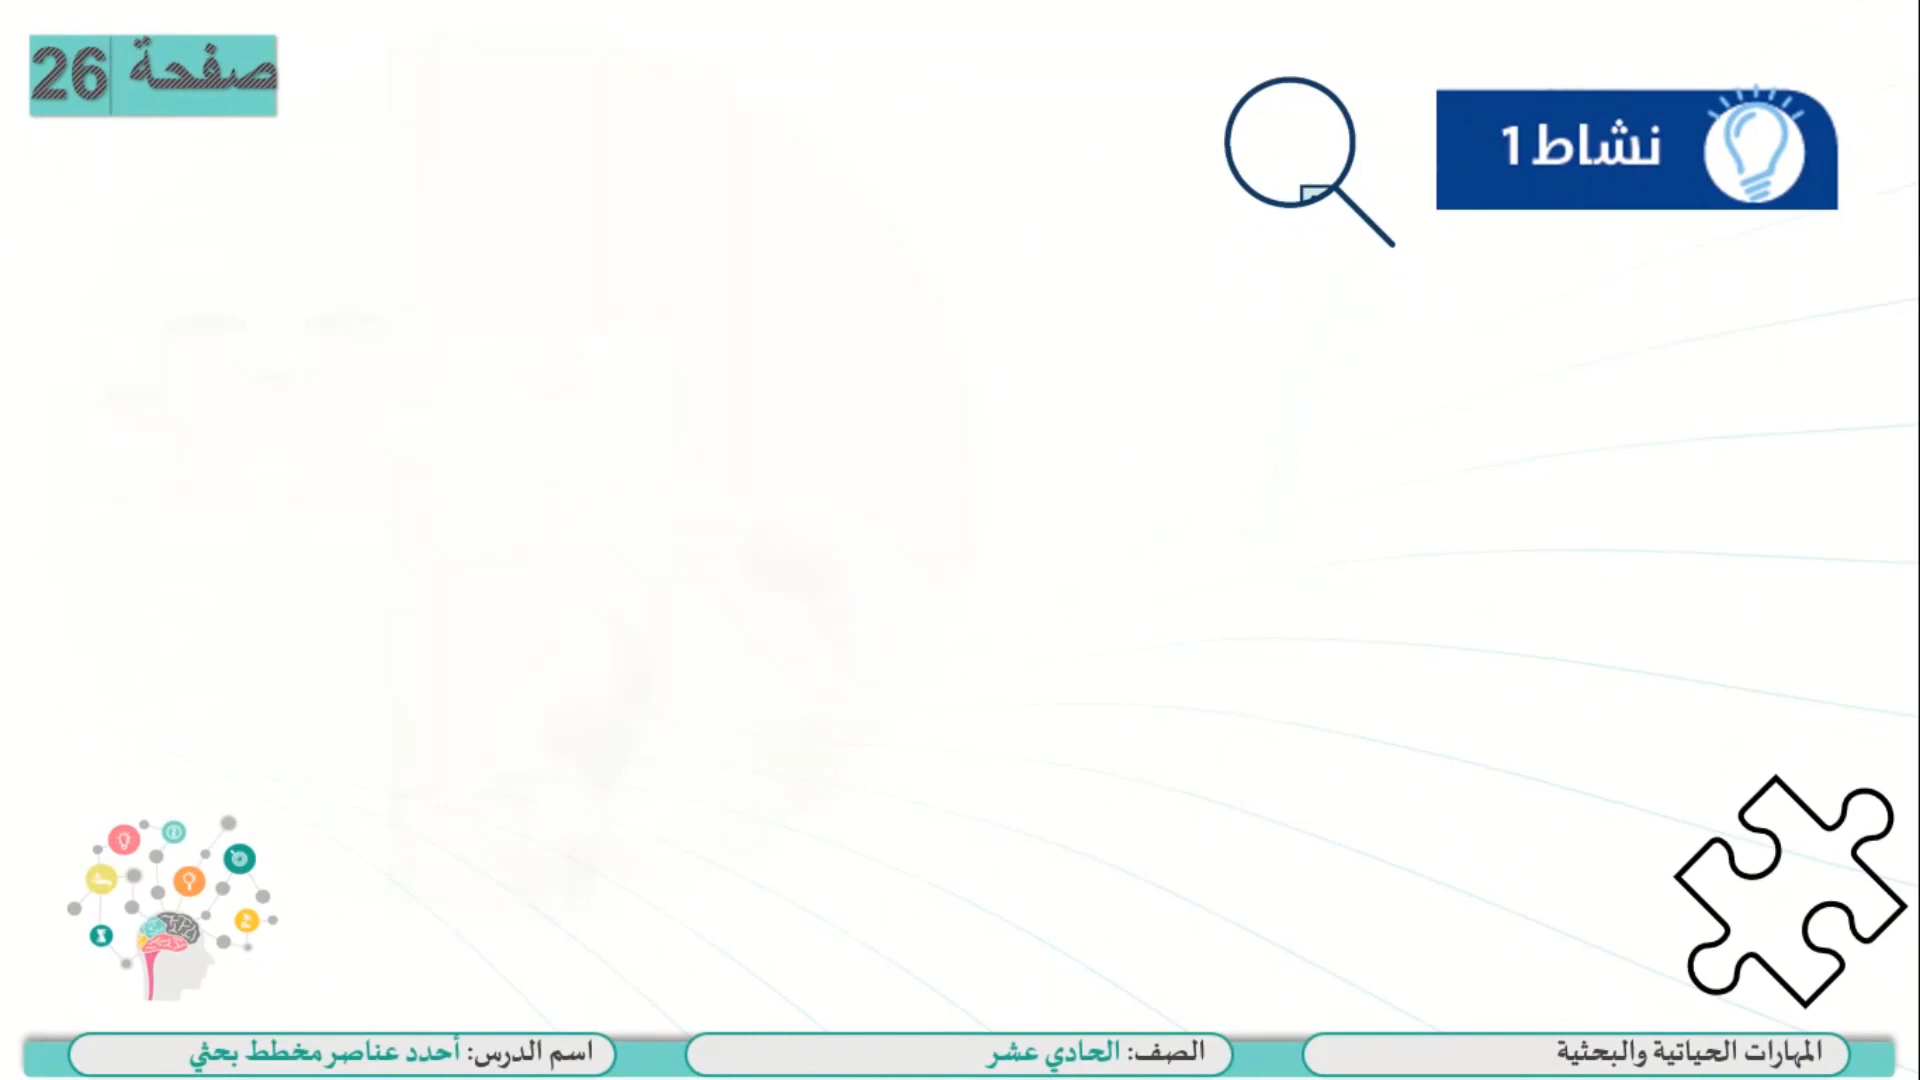 صفحة 26
نشاط 1
المهارات الحياتية والبحثية
الصف: الحادي عشر
اسم الدرس: أحدد عناصر مخطط بحثي